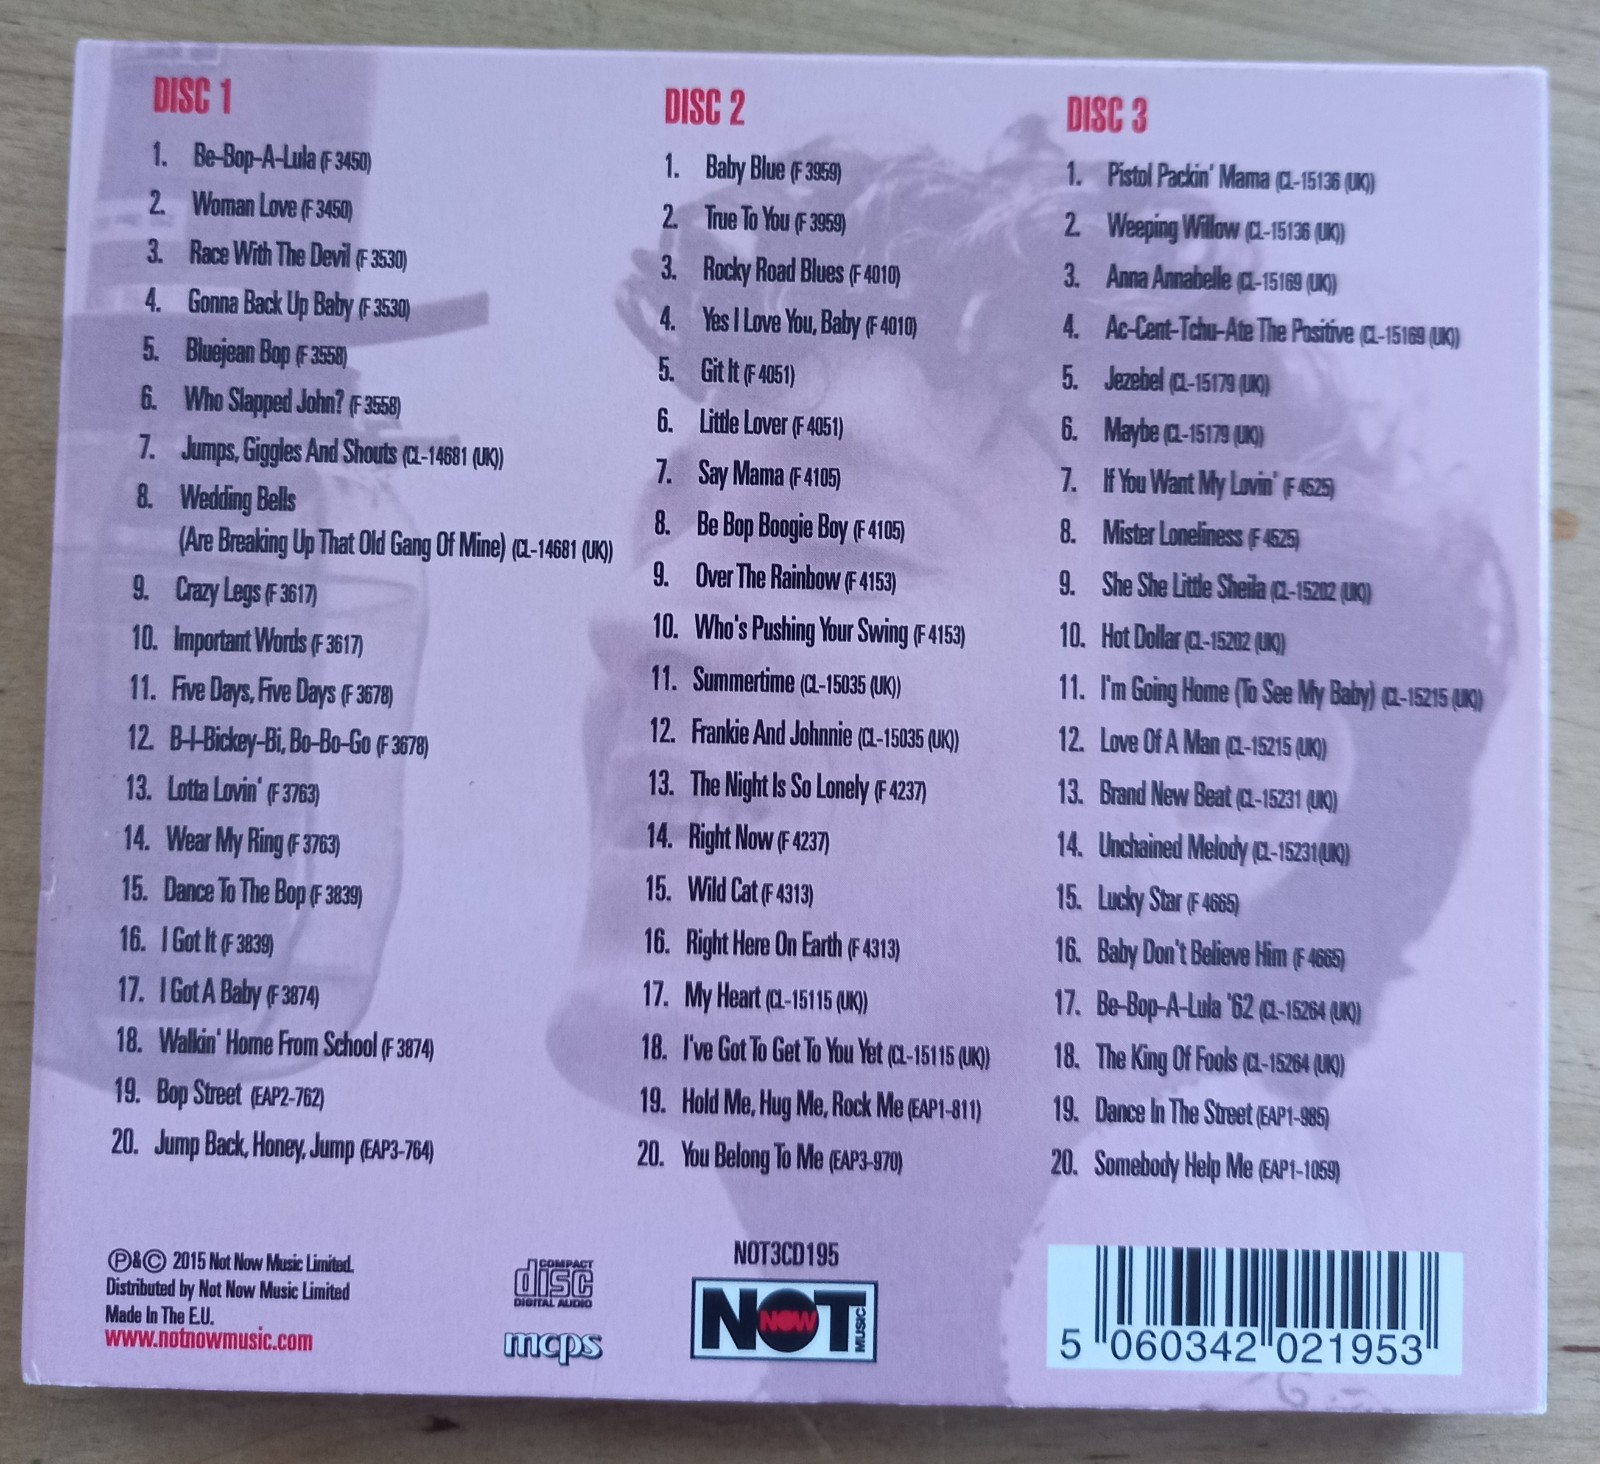 DISC 1
1. Be-Bop-A-Lula (F 3450)
2. Woman Love (F 3450)
3. Race With The Devil (F 3530)
4. Gonna Back Up Baby (F 3530)
5. Bluejean Bop (F 3558)
6. Who Slapped John? (F 3558)
7. Jumps, Giggles And Shouts (CL-14681 (UK))
8. Wedding Bells
(Are Breaking Up That Old Gang Of Mine) (CL-14681 (UK))
9. Crazy Legs (F 3617)
10. Important Words (F 3617)
11. Five Days, Five Days (F 3678)
12. B-I-Bickey-Bi, Bo-Bo-Go (F 3678)
13. Lotta Lovin' (F 3763)
14. Wear My Ring (F 3763)
15. Dance To The Bop (F 3839)
16. I Got It (F 3839)
17. I Got A Baby (F 3874)
18. Walkin' Home From School (F 3874)
19. Bop Street (EAP2-762)
20. Jump Back, Honey, Jump (EAP3-764)
DISC 2
1. Baby Blue (F 3959)
2. True To You (F 3959)
3. Rocky Road Blues (F 4010)
4. Yes I Love You, Baby (F 4010)
5. Git It (F 4051)
6. Little Lover (F 4051)
7. Say Mama (F 4105)
8. Be Bop Boogie Boy (F 4105)
9. Over The Rainbow (F 4153)
10. Who's Pushing Your Swing (F 4153)
11. Summertime (CL-15035 (UK))
12. Frankie And Johnnie (CL-15035 (UK))
13. The Night Is So Lonely (F 4237)
14. Right Now (F 4237)
15. Wild Cat (F 4313)
16. Right Here On Earth (F 4313)
17. My Heart (CL-15115 (UK))
18. I've Got To Get To You Yet (CL-15115 (UK))
19. Hold Me, Hug Me, Rock Me (EAP1-811)
20. You Belong To Me (EAP3-970)
DISC 3
1. Pistol Packin' Mama (CL-15136 (UK))
2. Weeping Willow (CL-15136 (UK))
3. Anna Annabelle (CL-15169 (UK))
4. Ac-Cent-Tchu-Ate The Positive (CL-15169 (UK))
5. Jezebel (CL-15179 (UK))
6. Maybe (CL-15179 (UK))
7. If You Want My Lovin' (F 4525)
8. Mister Loneliness (F 4525)
9. She She Little Sheila (CL-15202 (UK))
10. Hot Dollar (CL-15202 (UK))
11. I'm Going Home (To See My Baby) (CL-15215 (UK))
12. Love Of A Man (CL-15215 (UK))
13. Brand New Beat (CL-15231 (UK))
14. Unchained Melody (CL-15231(UK))
15. Lucky Star (F 4665)
16. Baby Don't Believe Him (F 4665)
17. Be-Bop-A-Lula '62 (CL-15264 (UK))
18. The King Of Fools (CL-15264 (UK))
19. Dance In The Street (EAP1-985)
20. Somebody Help Me (EAP1-1059)
℗&© 2015 Not Now Music Limited.
Distributed by Not Now Music Limited
Made In The E.U.
www.notnowmusic.com
COMPACT
disc
DIGITAL AUDIO
mcps
NOT3CD195
NOT NOW MUSIC
5 060342 021953